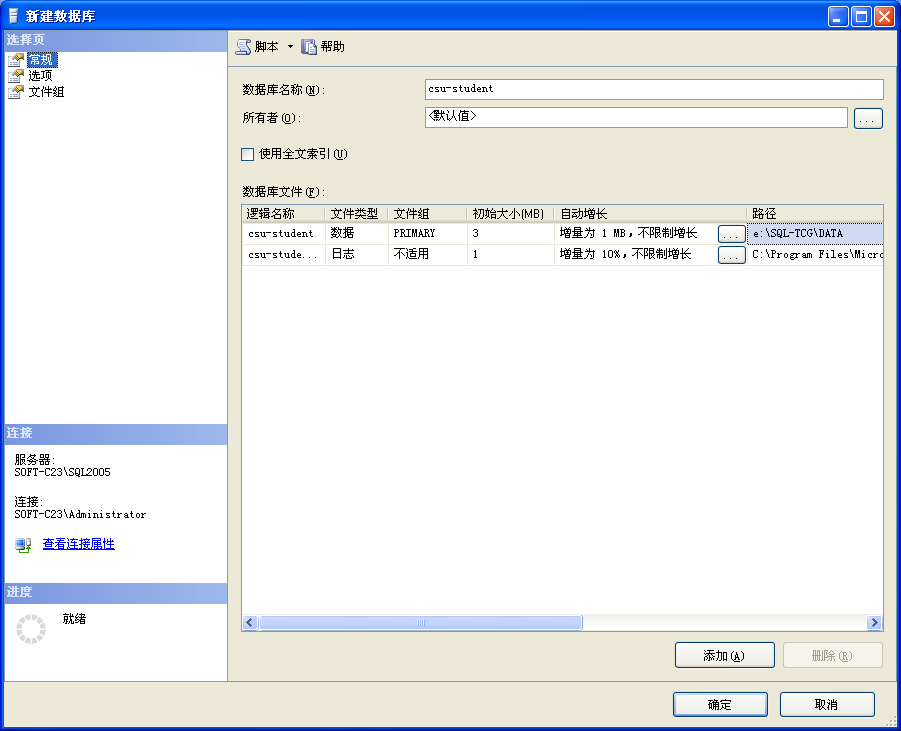 新建数据库
选择页
常规
选项
文件组
脚本 帮助
数据库名称(N): csu-student
所有者(O): <默认值> ...
使用全文索引(U)
数据库文件(F):
逻辑名称 文件类型 文件组 初始大小(MB) 自动增长 路径
csu-student 数据 PRIMARY 3 增量为 1 MB，不限制增长 ... e:\SQL-TCG\DATA
csu-stude... 日志 不适用 1 增量为 10%，不限制增长 ... C:\Program Files\Micro
连接
服务器:
SOFT-C23\SQL2005
连接:
SOFT-C23\Administrator
查看连接属性
进度
就绪
添加(A) 删除(R)
确定 取消